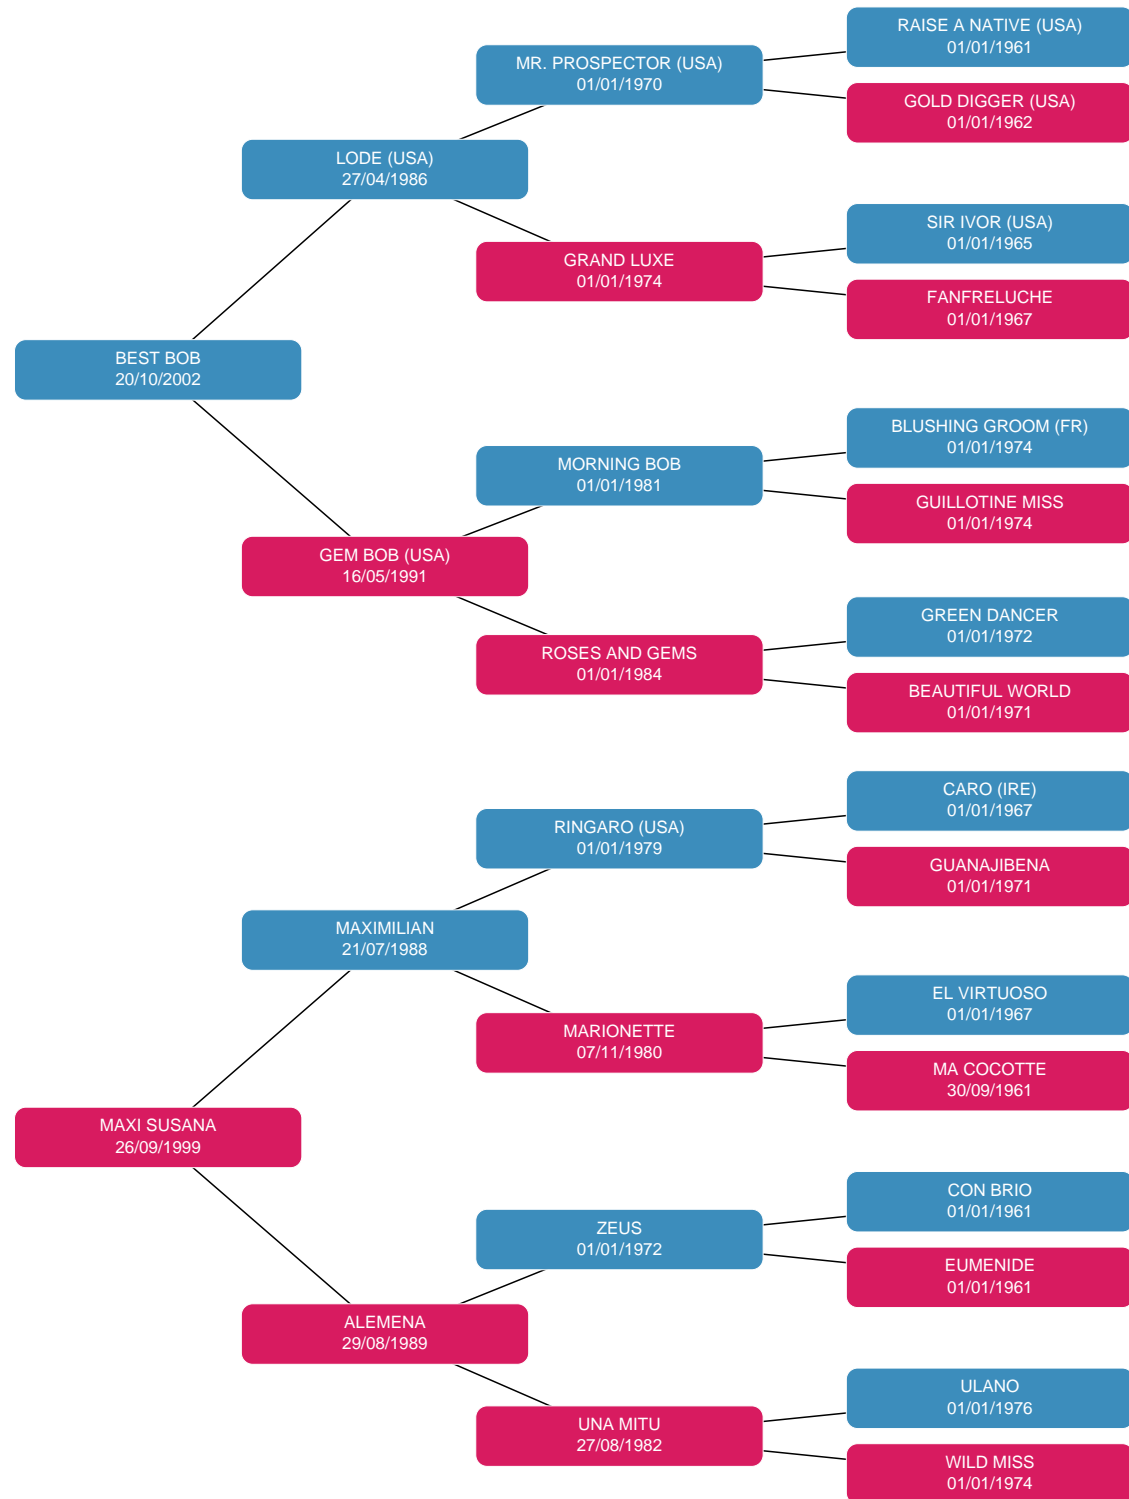 RAISE A NATIVE (USA)
01/01/1961
MR. PROSPECTOR (USA)
01/01/1970
GOLD DIGGER (USA)
01/01/1962
LODE (USA)
27/04/1986
SIR IVOR (USA)
01/01/1965
GRAND LUXE
01/01/1974
FANFRELUCHE
01/01/1967
BEST BOB
20/10/2002
BLUSHING GROOM (FR)
01/01/1974
MORNING BOB
01/01/1981
GUILLOTINE MISS
01/01/1974
GEM BOB (USA)
16/05/1991
GREEN DANCER
01/01/1972
ROSES AND GEMS
01/01/1984
BEAUTIFUL WORLD
01/01/1971
CARO (IRE)
01/01/1967
RINGARO (USA)
01/01/1979
GUANAJIBENA
01/01/1971
MAXIMILIAN
21/07/1988
EL VIRTUOSO
01/01/1967
MARIONETTE
07/11/1980
MA COCOTTE
30/09/1961
MAXI SUSANA
26/09/1999
CON BRIO
01/01/1961
ZEUS
01/01/1972
EUMENIDE
01/01/1961
ALEMENA
29/08/1989
ULANO
01/01/1976
UNA MITU
27/08/1982
WILD MISS
01/01/1974